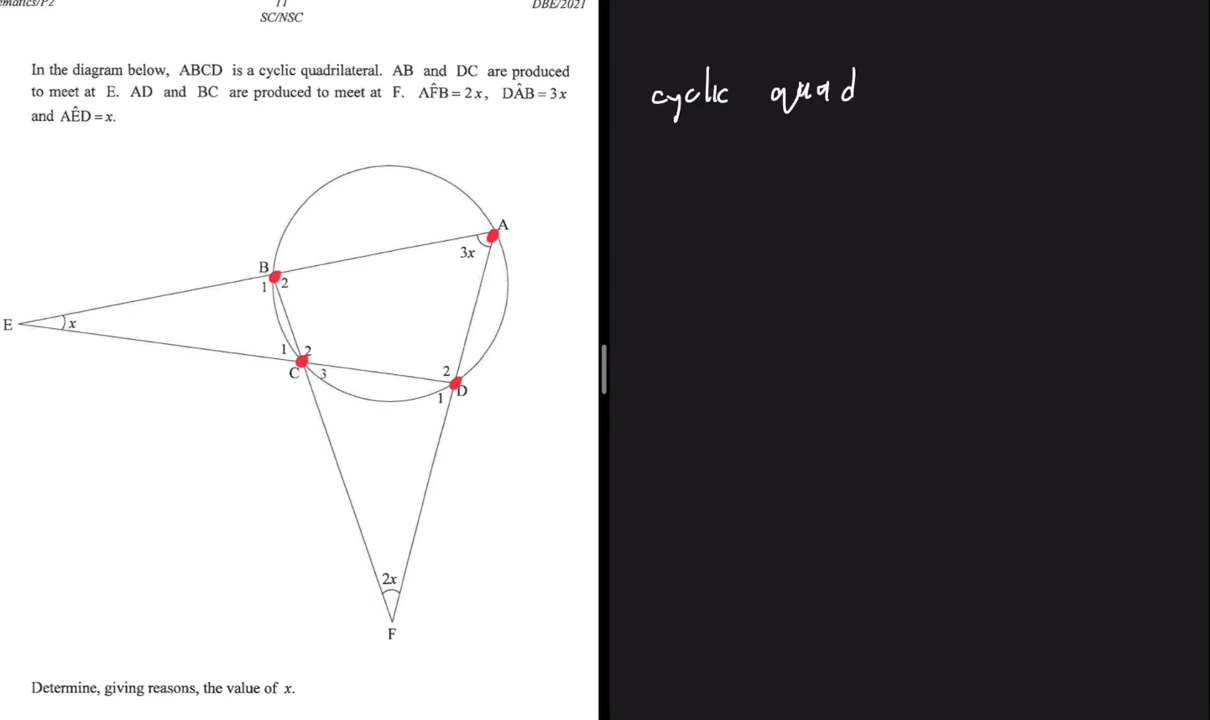 11
SC/NSC
DBE/2021
In the diagram below, ABCD is a cyclic quadrilateral. AB and DC are produced
to meet at E. AD and BC are produced to meet at F. AF̂B = 2x, DÂB = 3x
and AÊD = x.
cyclic quad
A
3x
B
1 2
E x
1 2
C 3
2
1 D
2x
F
Determine, giving reasons, the value of x.